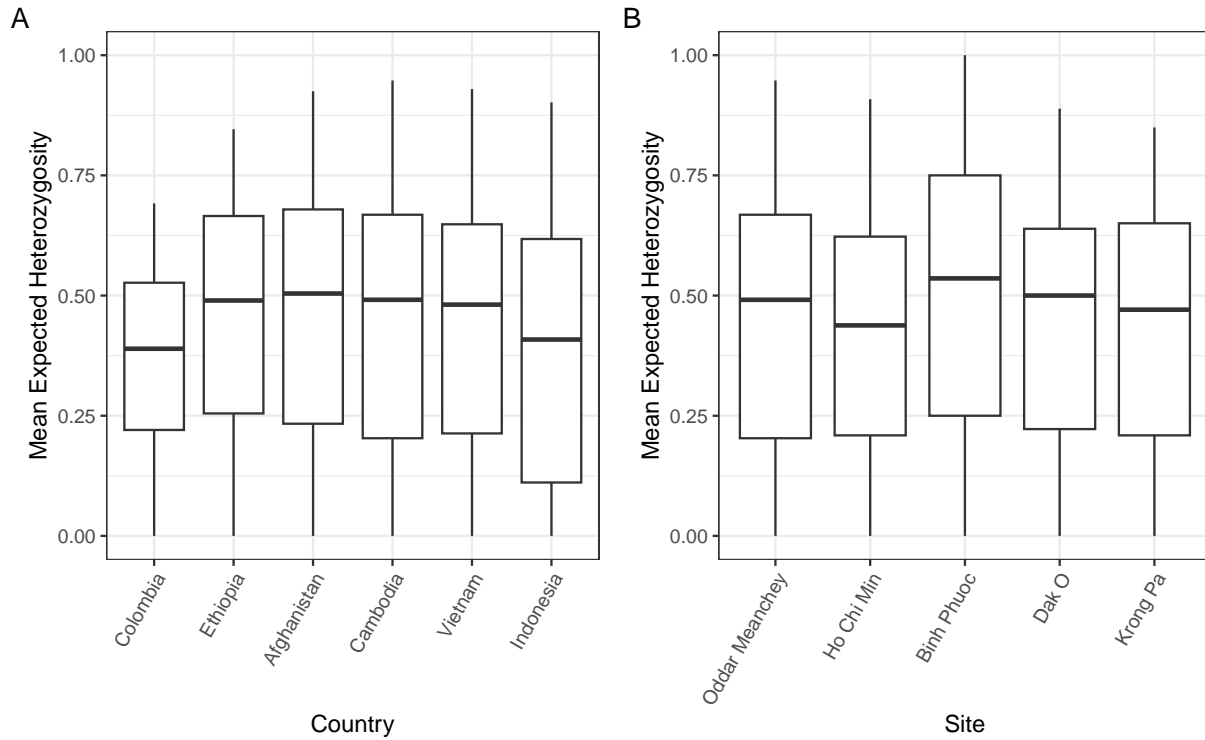 A
Mean Expected Heterozygosity
1.00
0.75
0.50
0.25
0.00
Colombia
Ethiopia
Afghanistan
Cambodia
Vietnam
Indonesia
Country
B
Mean Expected Heterozygosity
1.00
0.75
0.50
0.25
0.00
Oddar Meanchey
Ho Chi Min
Binh Phuoc
Dak O
Krong Pa
Site